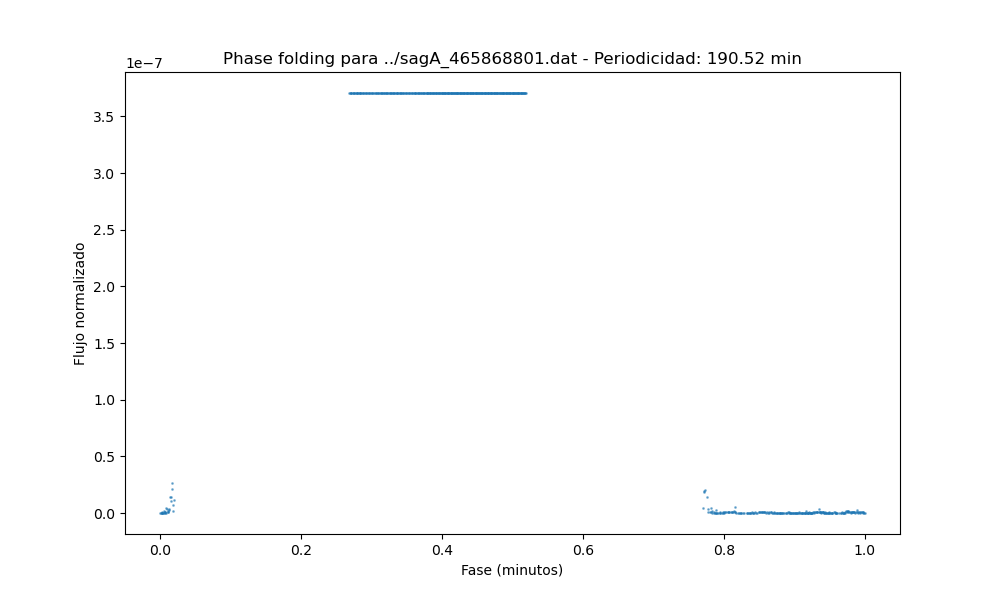 Phase folding para ../sagA_465868801.dat - Periodicidad: 190.52 min
1e−7
3.5
3.0
2.5
2.0
1.5
1.0
0.5
0.0
Flujo normalizado
0.0 0.2 0.4 0.6 0.8 1.0
Fase (minutos)